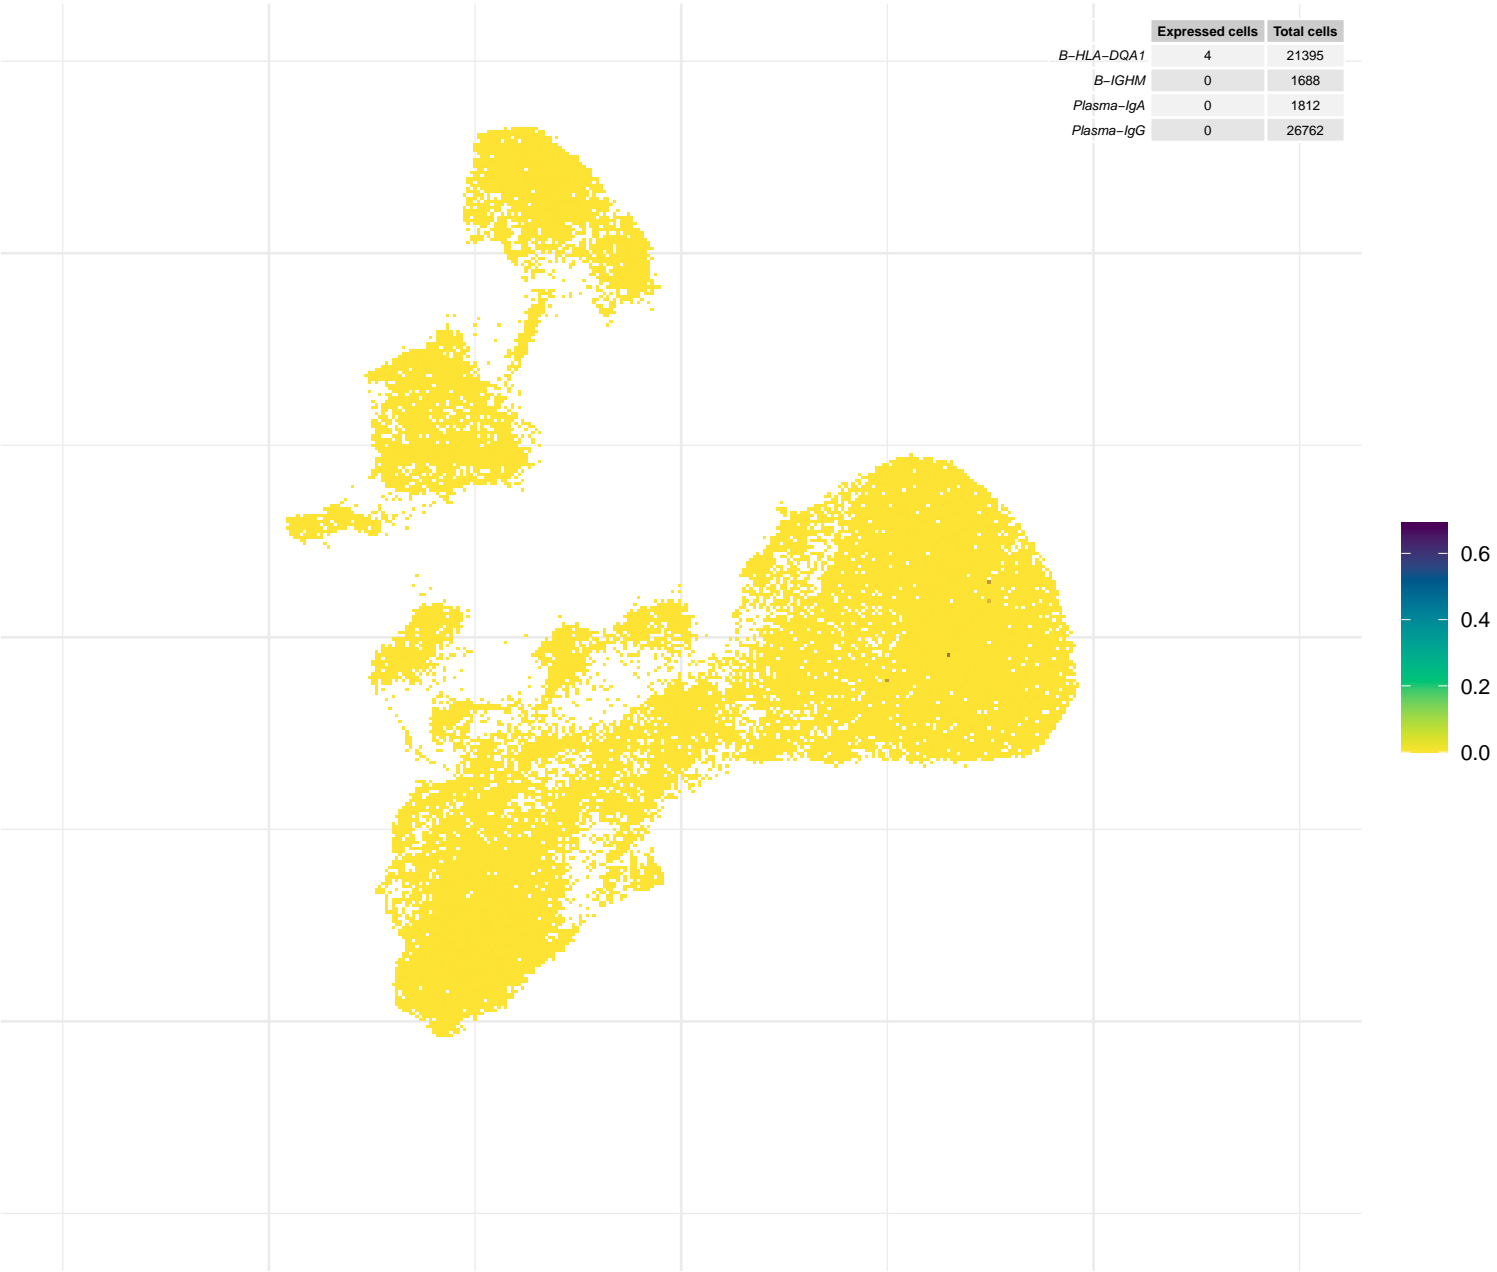 Expressed cells Total cells
B−HLA−DQA1 4 21395
B−IGHM 0 1688
Plasma−IgA 0 1812
Plasma−IgG 0 26762
0.6
0.4
0.2
0.0